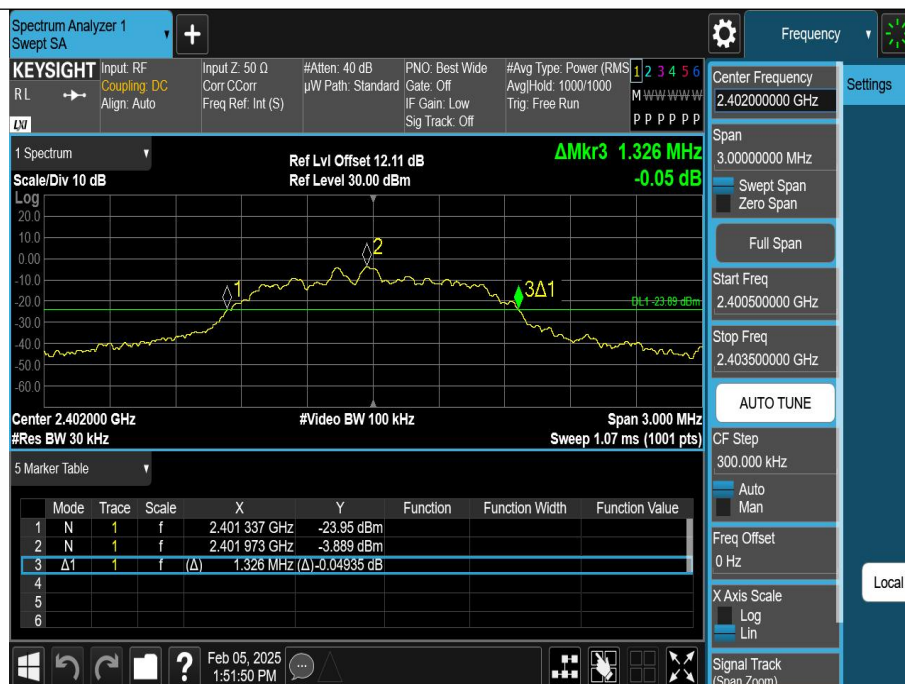 Spectrum Analyzer 1
Swept SA
+
Frequency
KEYSIGHT
RL
LXI
Input: RF
Coupling: DC
Align: Auto
Input Z: 50 Ω
Corr CCorr
Freq Ref: Int (S)
#Atten: 40 dB
µW Path: Standard
PNO: Best Wide
Gate: Off
IF Gain: Low
Sig Track: Off
#Avg Type: Power (RMS
Avg|Hold: 1000/1000
Trig: Free Run
1 2 3 4 5 6
M W W W W W
P P P P P P
Settings
Center Frequency
2.402000000 GHz
Span
3.00000000 MHz
Swept Span
Zero Span
Full Span
Start Freq
2.400500000 GHz
Stop Freq
2.403500000 GHz
AUTO TUNE
CF Step
300.000 kHz
Auto
Man
Freq Offset
0 Hz
X Axis Scale
Log
Lin
Signal Track
(Span Zoom)
Local
1 Spectrum
Scale/Div 10 dB
Ref Lvl Offset 12.11 dB
Ref Level 30.00 dBm
ΔMkr3 1.326 MHz
-0.05 dB
Log
20.0
10.0
0.00
-10.0
-20.0
-30.0
-40.0
-50.0
-60.0
1
2
3Δ1
DL1 -23.89 dBm
Center 2.402000 GHz
#Video BW 100 kHz
Span 3.000 MHz
#Res BW 30 kHz
Sweep 1.07 ms (1001 pts)
5 Marker Table
Mode Trace Scale X Y Function Function Width Function Value
1 N 1 f 2.401 337 GHz -23.95 dBm
2 N 1 f 2.401 973 GHz -3.889 dBm
3 Δ1 1 f (Δ) 1.326 MHz (Δ) -0.04935 dB
4
5
6
?
Feb 05, 2025
1:51:50 PM